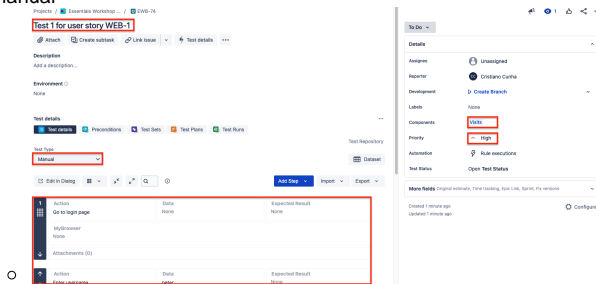 manual
Projects / Essentials Workshop ... / EWB-74
Test 1 for user story WEB-1
Attach Create subtask Link issue Test details ...
Description
Add a description...
Environment
None
Test details
Test details Preconditions Test Sets Test Plans Test Runs
Test Repository
Test Type
Manual
Dataset
Edit in Dialog
Add Step Import Export
1 Action Data Expected Result
Go to login page None None
MyBrowser
None
Attachments (0)
Action Data Expected Result
Enter username peter None
1
To Do
Details
Assignee Unassigned
Reporter CC Cristiano Cunha
Development Create Branch
Labels None
Components Visits
Priority High
Automation Rule executions
Test Status Open Test Status
More fields Original estimate, Time tracking, Epic Link, Sprint, Fix versions
Created 1 minute ago
Updated 1 minute ago
Configure